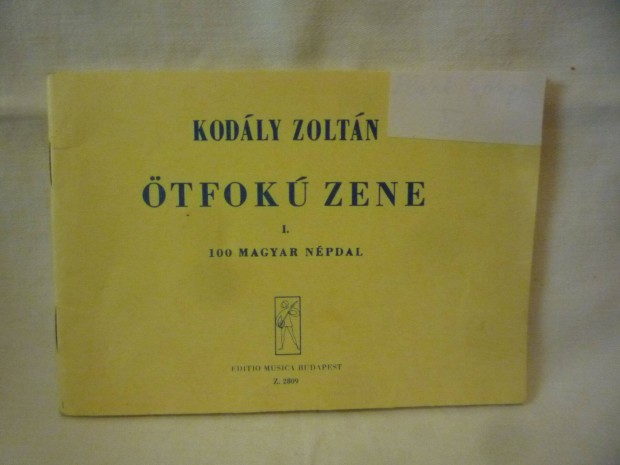 KODÁLY ZOLTÁN
ÖTFOKÚ ZENE
I.
100 MAGYAR NÉPDAL
EDITIO MUSICA BUDAPEST
Z. 2809